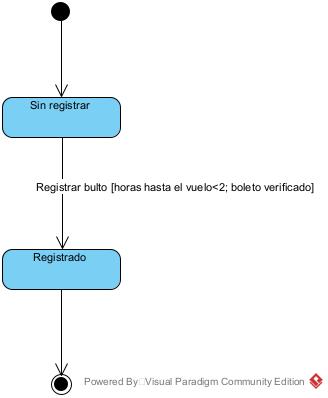 Sin registrar
Registrar bulto [horas hasta el vuelo<2; boleto verificado]
Registrado
Powered By Visual Paradigm Community Edition